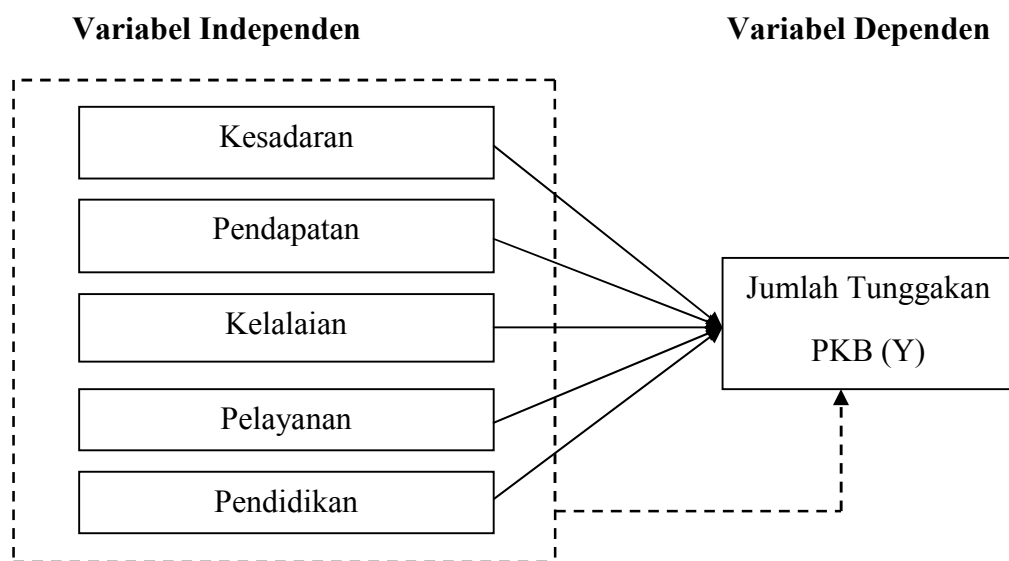 Variabel Independen
Variabel Dependen
Kesadaran
Pendapatan
Kelalaian
Pelayanan
Pendidikan
Jumlah Tunggakan
PKB (Y)